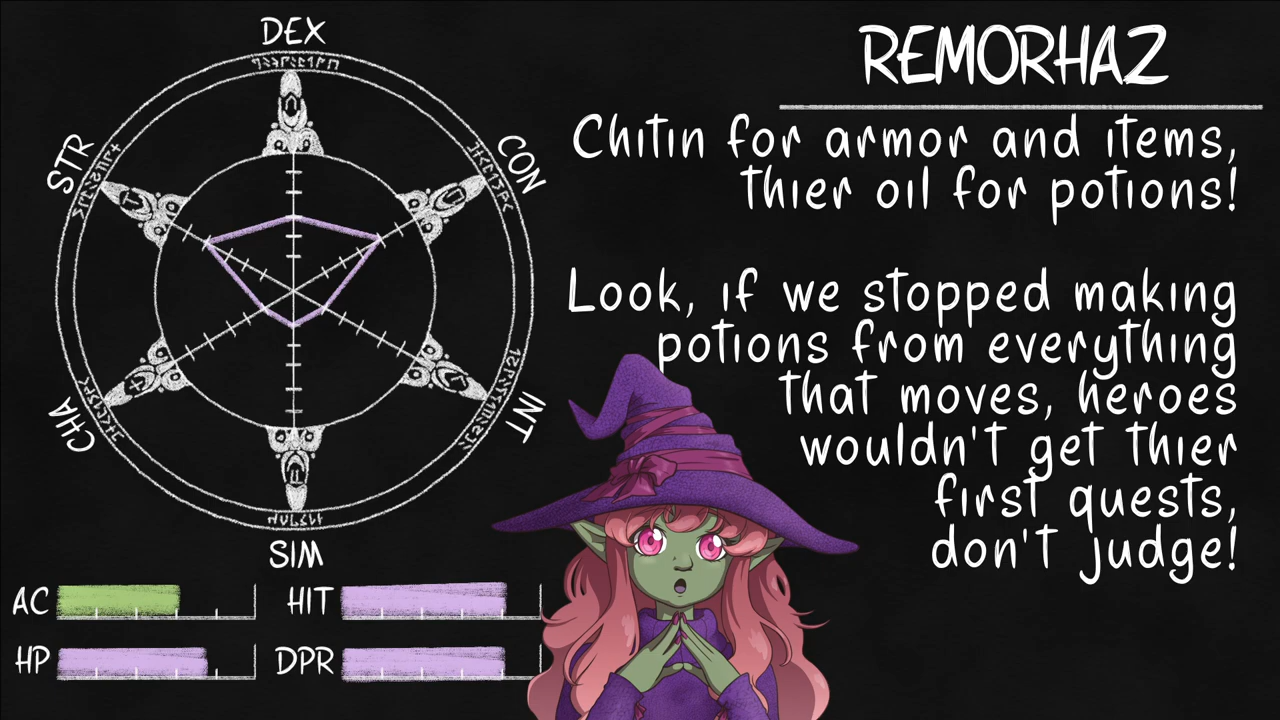 DEX
STR
CON
CHA
INT
SIM
AC
HIT
HP
DPR
REMORHAZ
Chitin for armor and items,
thier oil for potions!
Look, if we stopped making
potions from everything
that moves, heroes
wouldn't get thier
first quests,
don't judge!